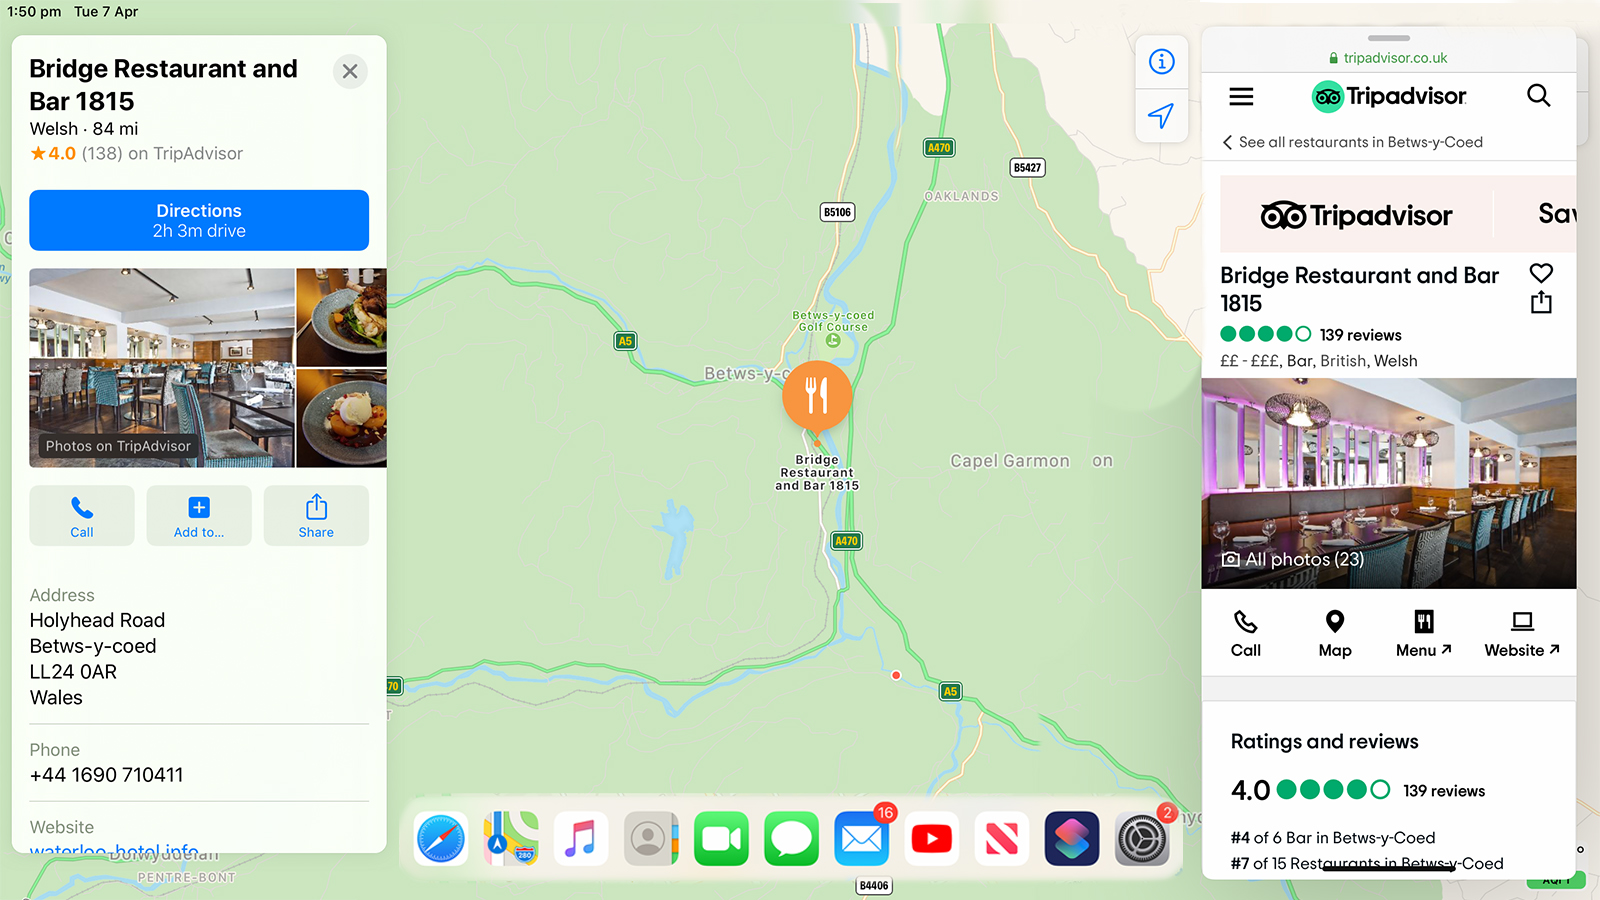 1:50 pm Tue 7 Apr
Bridge Restaurant and
Bar 1815
Welsh · 84 mi
★4.0 (138) on TripAdvisor
Directions
2h 3m drive
Photos on TripAdvisor
Call
Add to...
Share
Address
Holyhead Road
Betws-y-coed
LL24 0AR
Wales
Phone
+44 1690 710411
Website
waterloo-hotel.info
Dolwyddelan
PENTRE-BONT
A470
B5427
OAKLANDS
B5106
Betws-y-coed
Golf Course
A5
Betws-y-c
Bridge
Restaurant
and Bar 1815
Capel Garmon
on
A470
70
A5
280
16
2
B4406
tripadvisor.co.uk
Tripadvisor
See all restaurants in Betws-y-Coed
Tripadvisor
Sav
Bridge Restaurant and Bar
1815
139 reviews
££ - £££, Bar, British, Welsh
All photos (23)
Call
Map
Menu
Website
Ratings and reviews
4.0
139 reviews
#4 of 6 Bar in Betws-y-Coed
#7 of 15 Restaurants in Betws-y-Coed